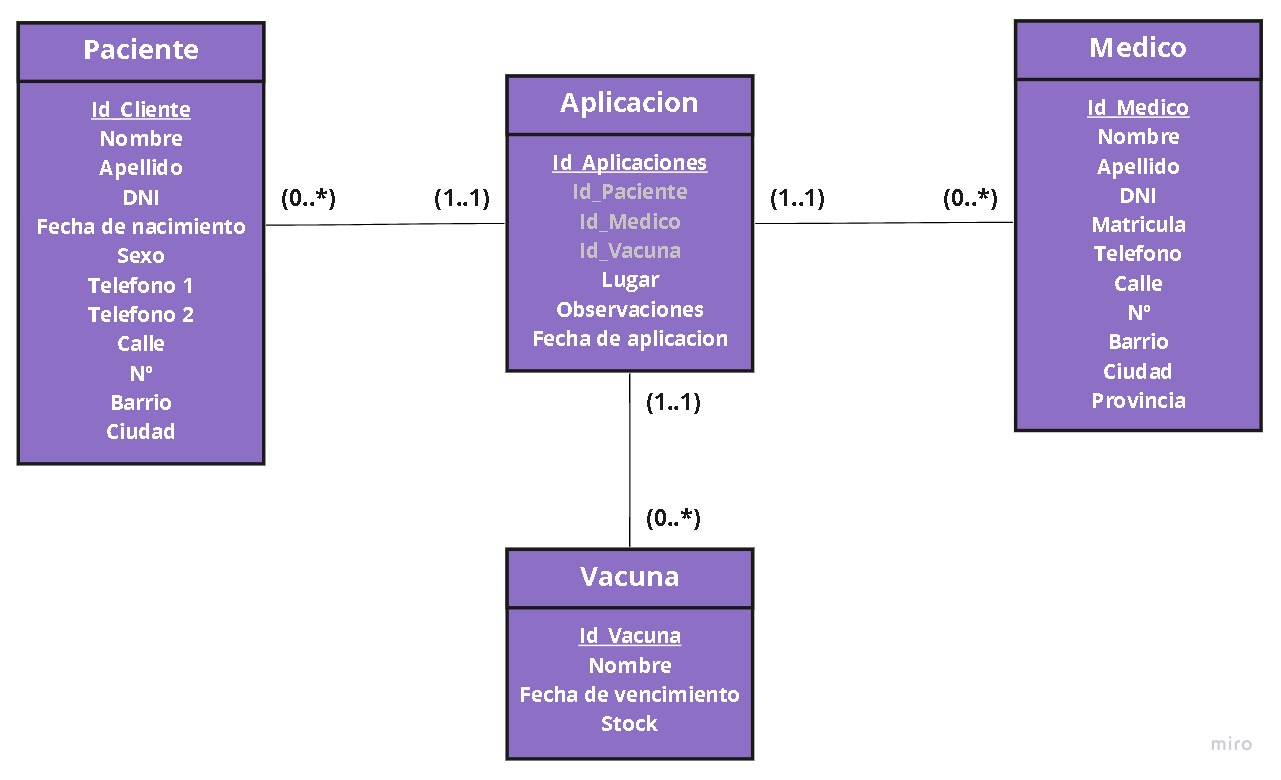 Paciente
Id_Cliente
Nombre
Apellido
DNI
Fecha de nacimiento
Sexo
Telefono 1
Telefono 2
Calle
Nº
Barrio
Ciudad
(0..*)
(1..1)
Aplicacion
Id_Aplicaciones
Id_Paciente
Id_Medico
Id_Vacuna
Lugar
Observaciones
Fecha de aplicacion
(1..1)
(0..*)
Medico
Id_Medico
Nombre
Apellido
DNI
Matricula
Telefono
Calle
Nº
Barrio
Ciudad
Provincia
(1..1)
(0..*)
Vacuna
Id_Vacuna
Nombre
Fecha de vencimiento
Stock
miro